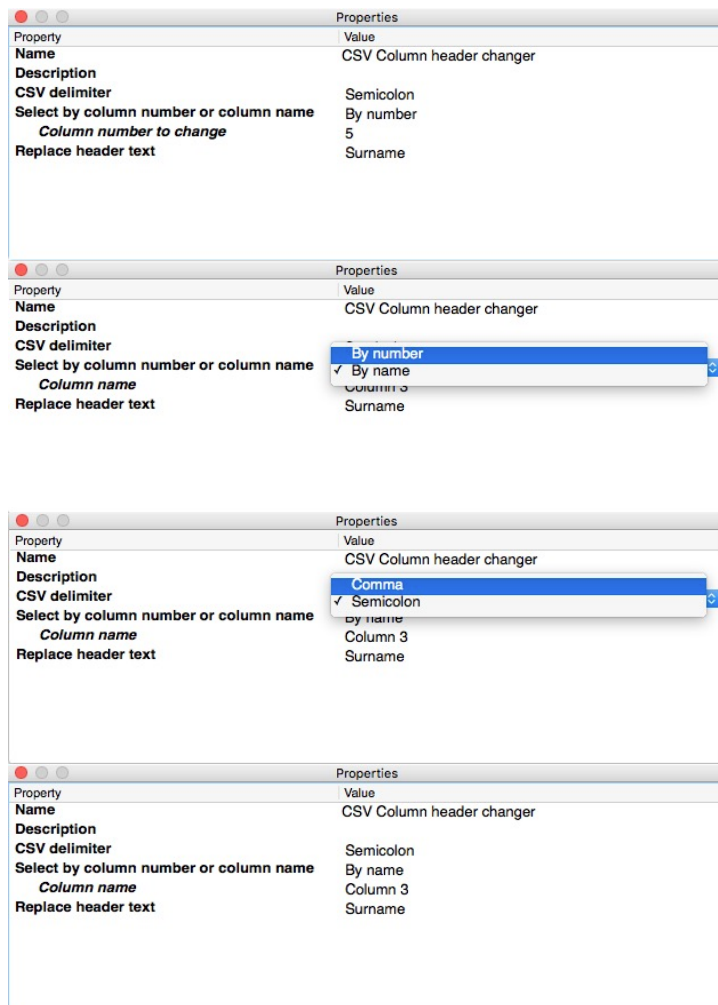 Properties
Property Value
Name CSV Column header changer
Description
CSV delimiter Semicolon
Select by column number or column name By number
Column number to change 5
Replace header text Surname
Properties
Property Value
Name CSV Column header changer
Description
CSV delimiter
By number
Select by column number or column name ✓ By name
Column name Column 3
Replace header text Surname
Properties
Property Value
Name CSV Column header changer
Description
Comma
CSV delimiter ✓ Semicolon
Select by column number or column name By name
Column name Column 3
Replace header text Surname
Properties
Property Value
Name CSV Column header changer
Description
CSV delimiter Semicolon
Select by column number or column name By name
Column name Column 3
Replace header text Surname